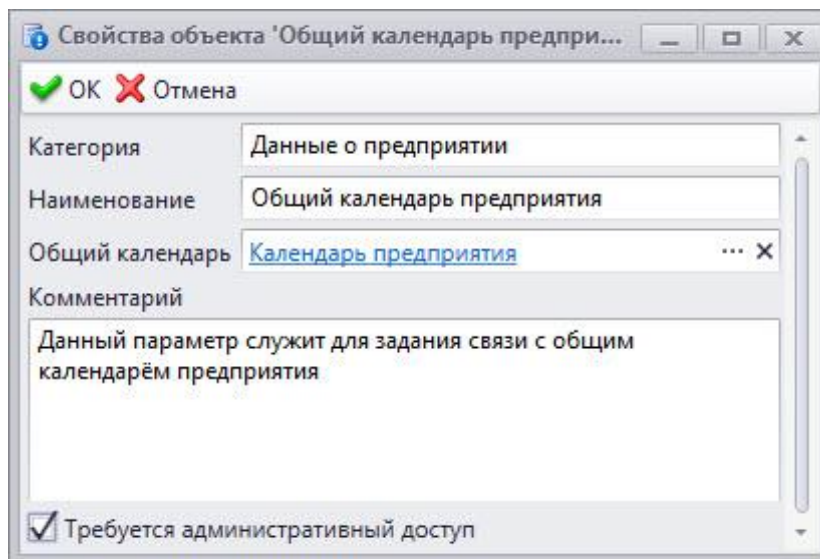 Свойства объекта 'Общий календарь предпри...
ОК Отмена
Категория Данные о предприятии
Наименование Общий календарь предприятия
Общий календарь Календарь предприятия ...
Комментарий
Данный параметр служит для задания связи с общим
календарём предприятия
Требуется административный доступ